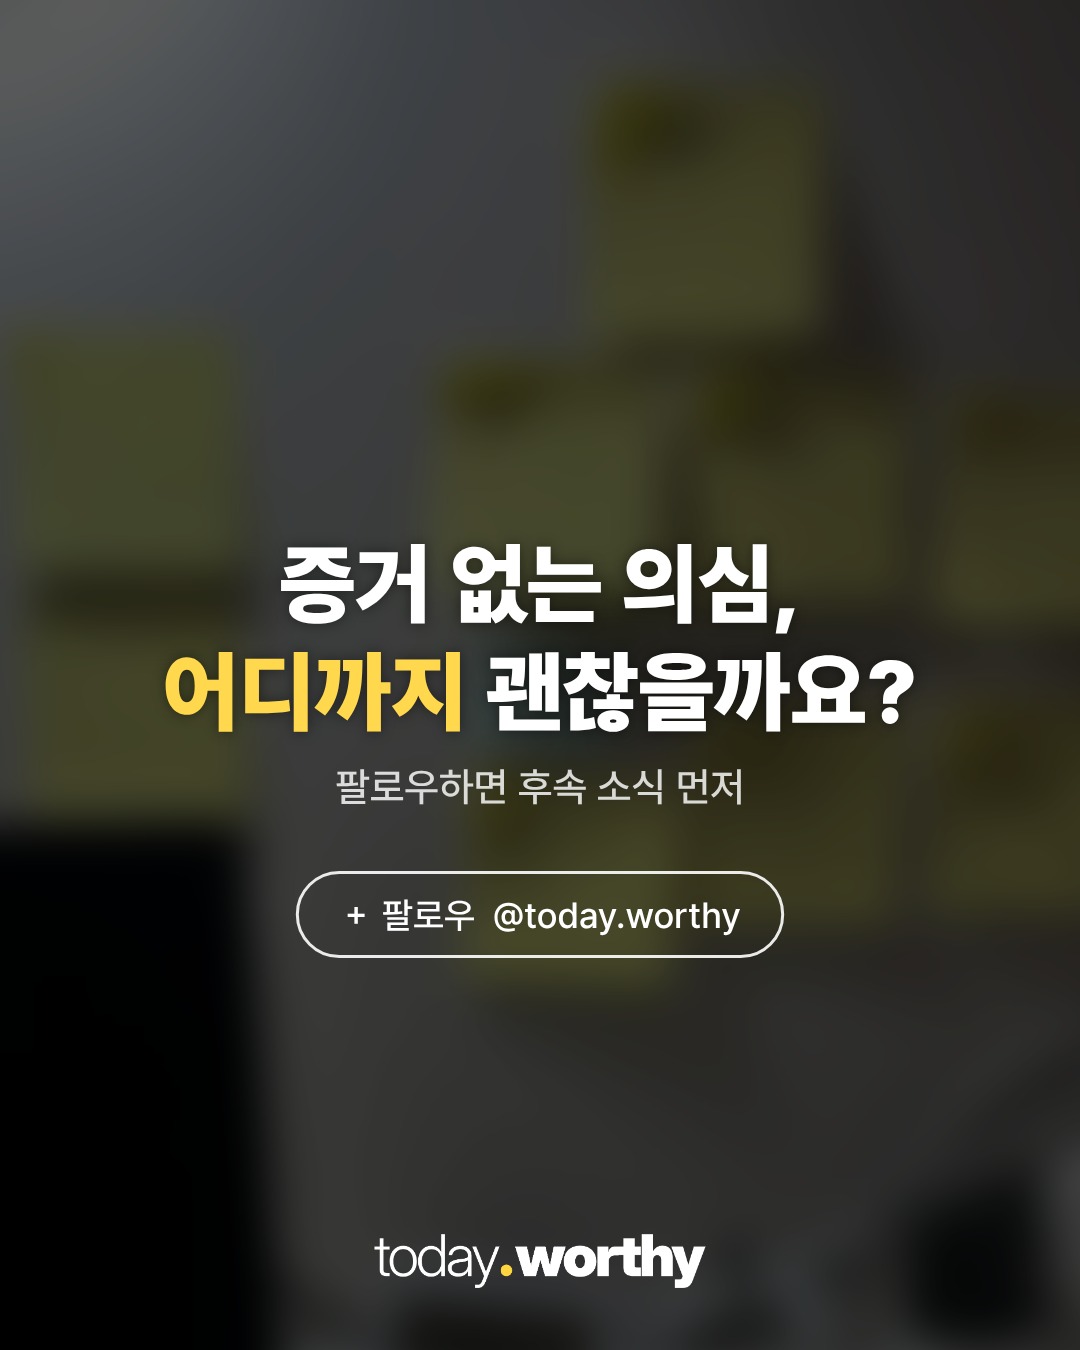 증거 없는 의심,
어디까지 괜찮을까요?
팔로우하면 후속 소식 먼저
+ 팔로우 @today.worthy
today.worthy